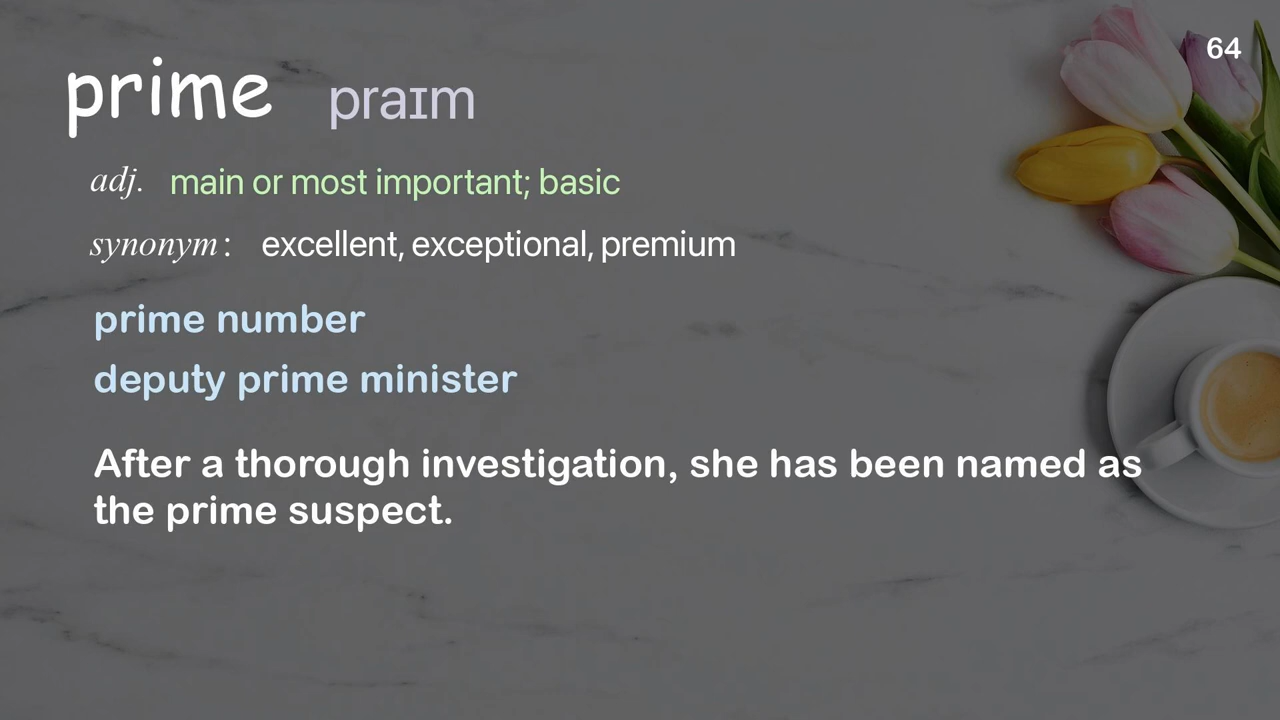 64
prime praɪm
adj. main or most important; basic
synonym: excellent, exceptional, premium
prime number
deputy prime minister
After a thorough investigation, she has been named as
the prime suspect.